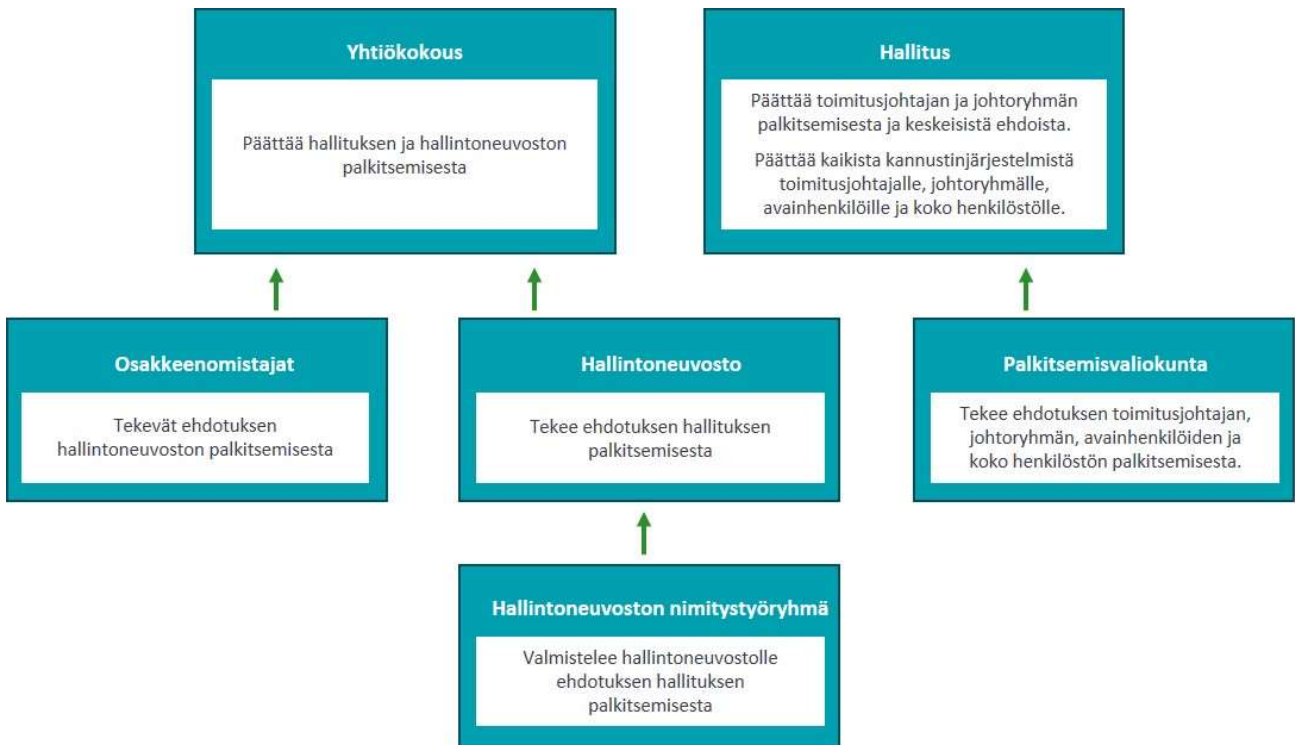 Yhtiökokous
Päättää hallituksen ja hallintoneuvoston
palkitsemisesta
Hallitus
Päättää toimitusjohtajan ja johtoryhmän
palkitsemisesta ja keskeisistä ehdoista.
Päättää kaikista kannustinjärjestelmistä
toimitusjohtajalle, johtoryhmälle,
avainhenkilöille ja koko henkilöstölle.
Osakkeenomistajat
Tekevät ehdotuksen
hallintoneuvoston palkitsemisesta
Hallintoneuvosto
Tekee ehdotuksen hallituksen
palkitsemisesta
Palkitsemisvaliokunta
Tekee ehdotuksen toimitusjohtajan,
johtoryhmän, avainhenkilöiden ja
koko henkilöstön palkitsemisesta.
Hallintoneuvoston nimitystyöryhmä
Valmistelee hallintoneuvostolle
ehdotuksen hallituksen
palkitsemisesta